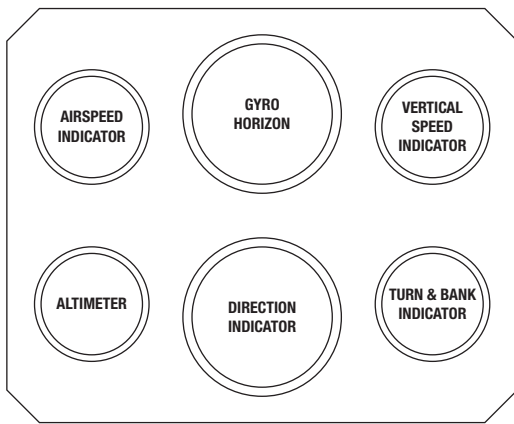 AIRSPEED
INDICATOR
GYRO
HORIZON
VERTICAL
SPEED
INDICATOR
ALTIMETER
DIRECTION
INDICATOR
TURN & BANK
INDICATOR